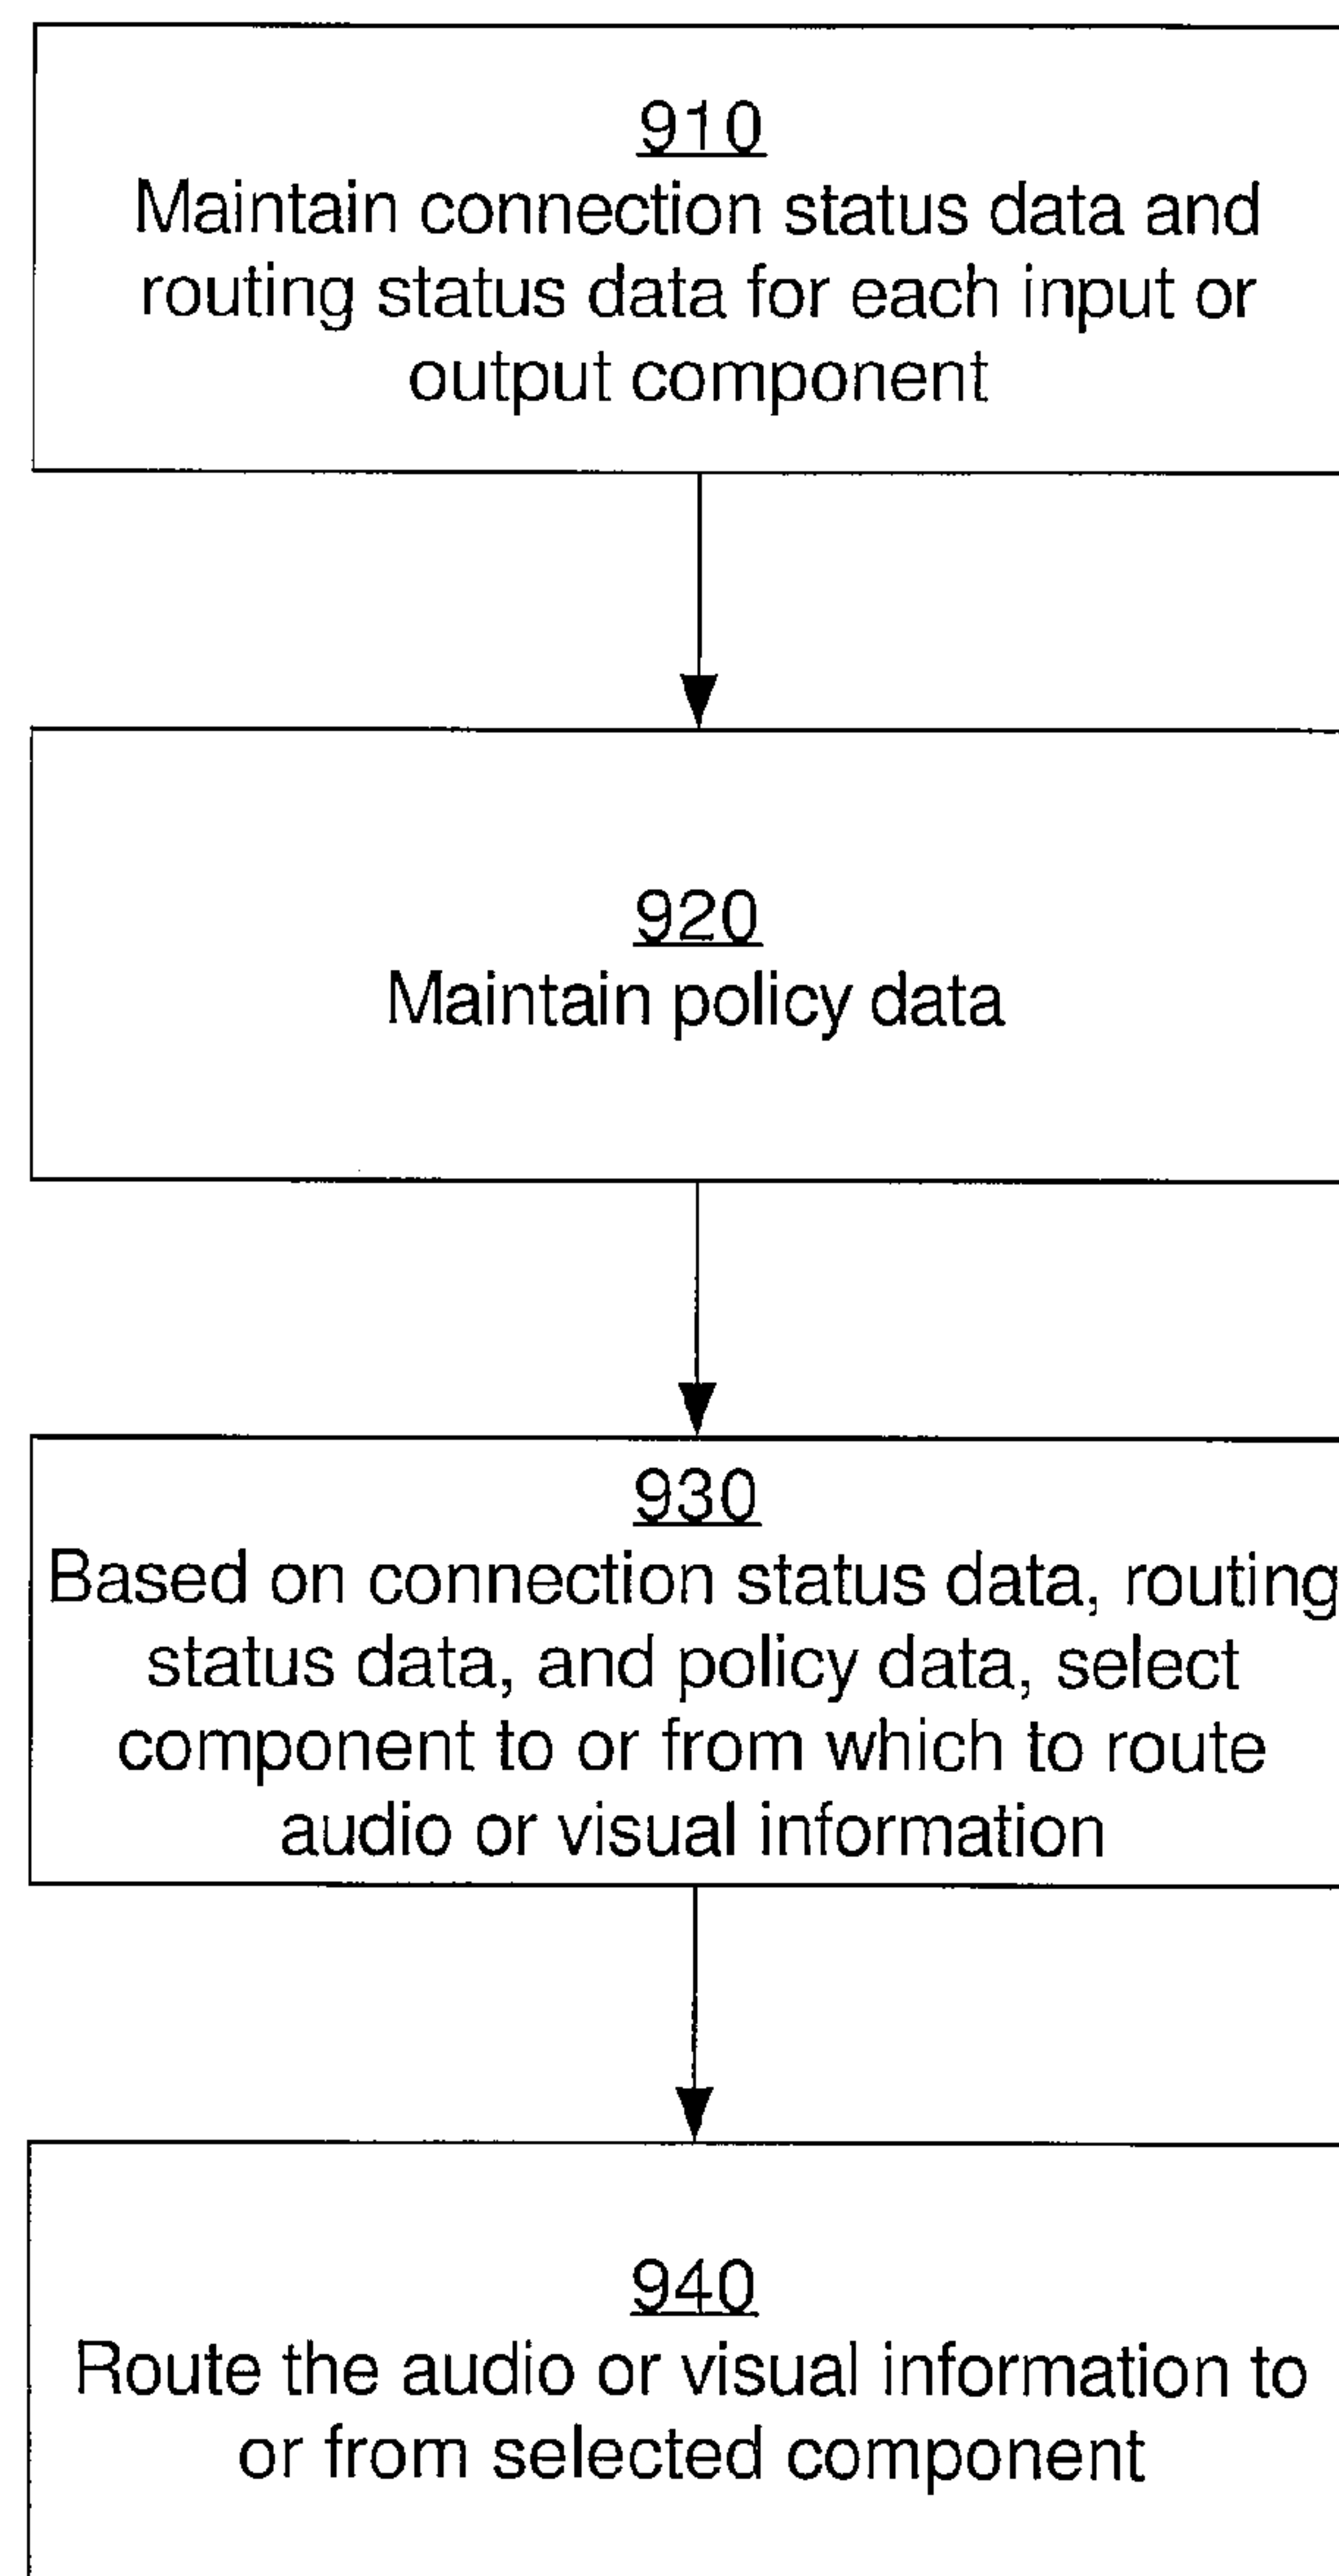 910
Maintain connection status data and
routing status data for each input or
output component
920
Maintain policy data
930
Based on connection status data, routing
status data, and policy data, select
component to or from which to route
audio or visual information
940
Route the audio or visual information to
or from selected component